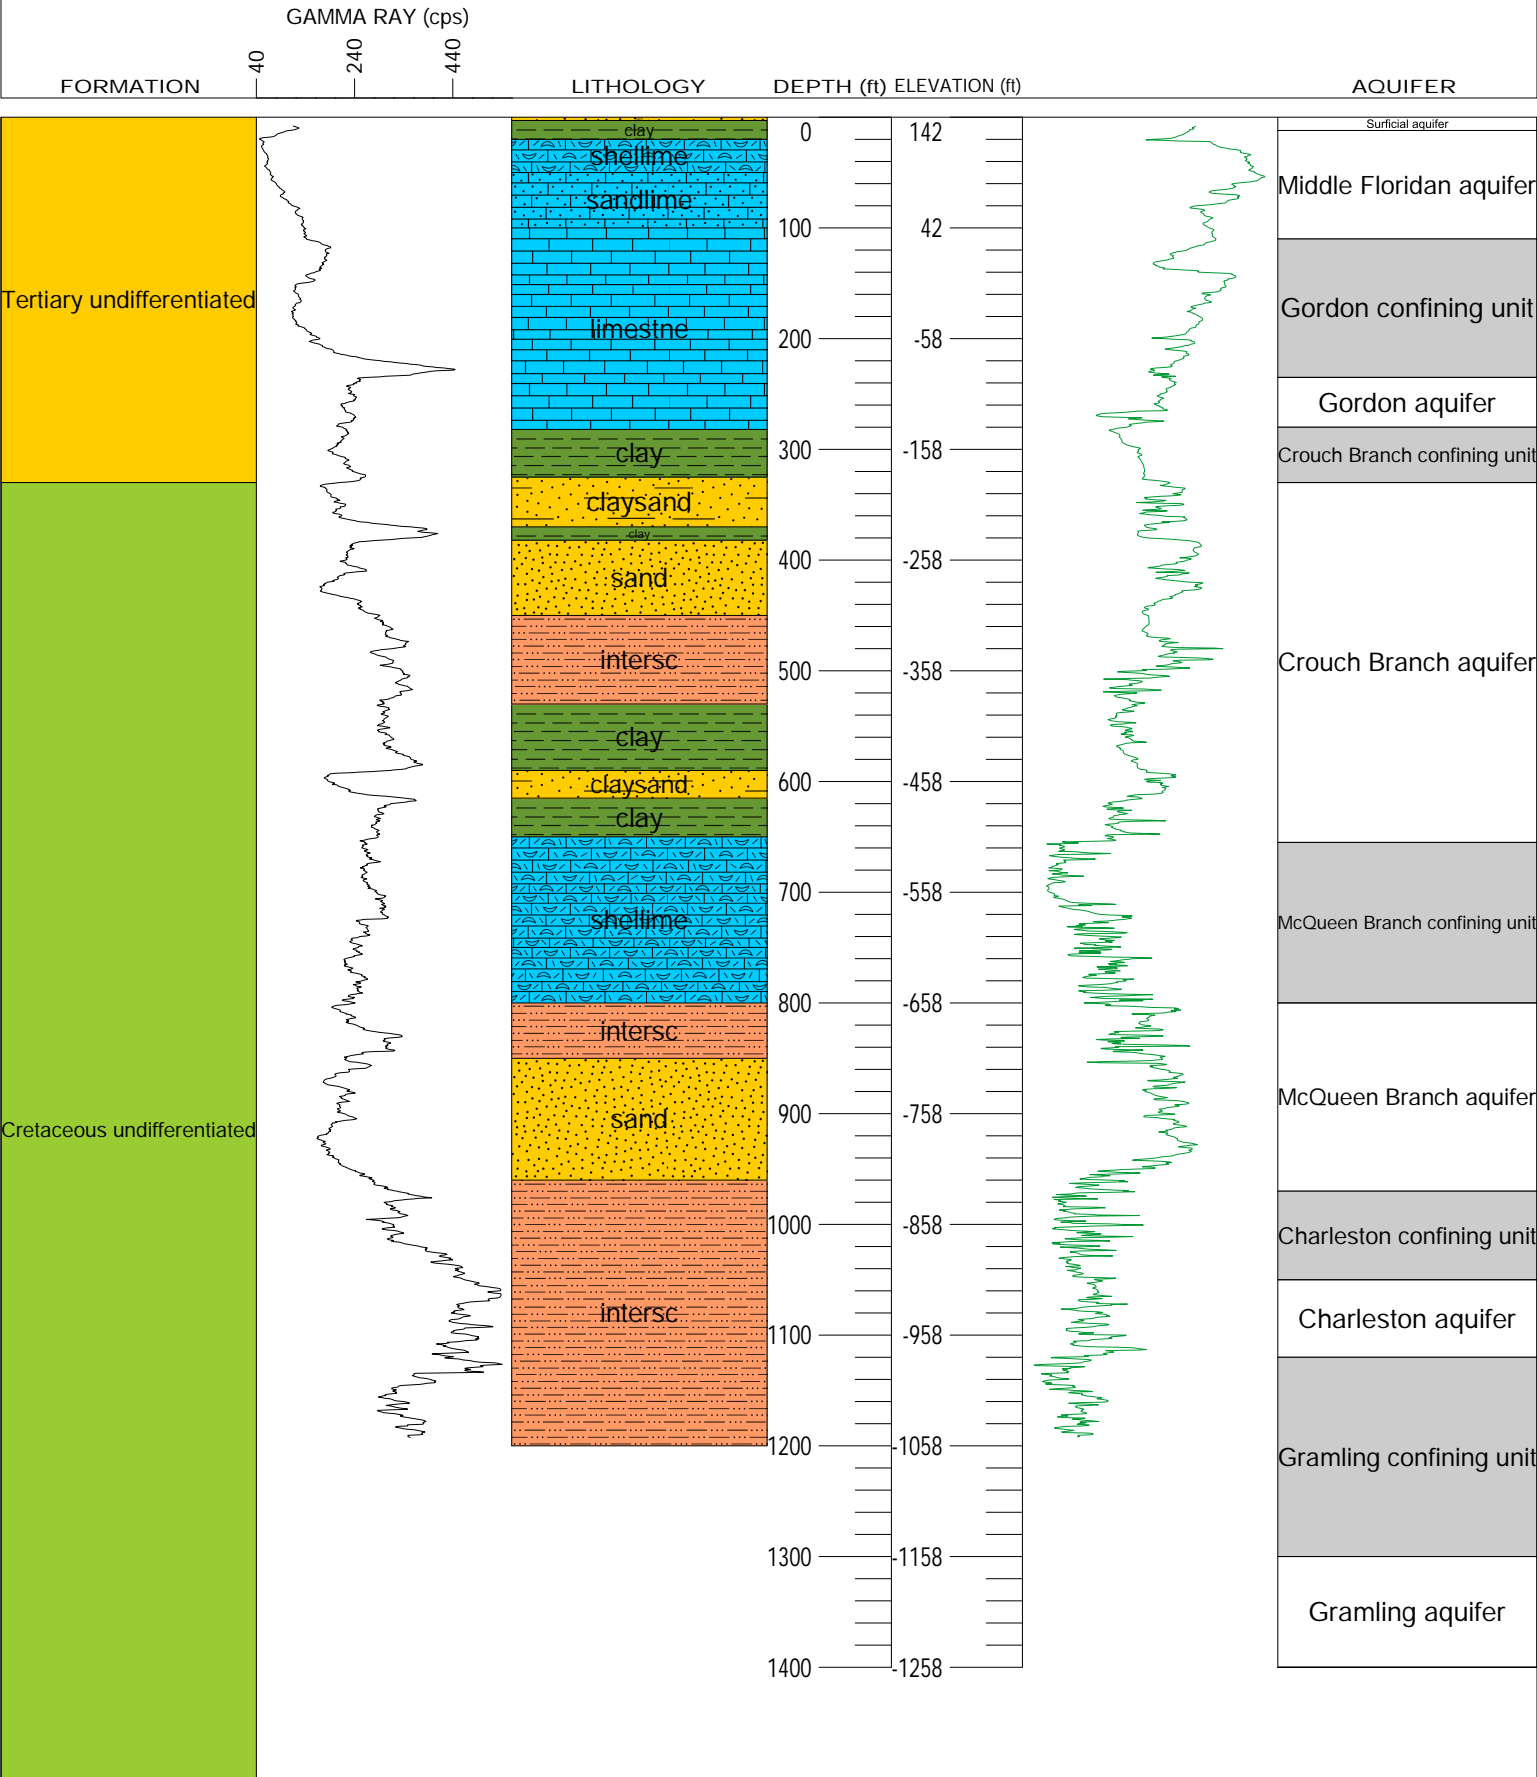 GAMMA RAY (cps)
40 240 440
FORMATION LITHOLOGY DEPTH (ft) ELEVATION (ft) AQUIFER
Surficial aquifer
clay
0 142
shellime
Middle Floridan aquifer
sandlime
100 42
Tertiary undifferentiated
Gordon confining unit
limestne
200 -58
Gordon aquifer
300 -158
clay
Crouch Branch confining unit
claysand
clay
400 -258
sand
intersc
Crouch Branch aquifer
500 -358
clay
600 -458
claysand
clay
700 -558
shellime
McQueen Branch confining unit
800 -658
intersc
McQueen Branch aquifer
900 -758
sand
Cretaceous undifferentiated
1000 -858
Charleston confining unit
intersc
Charleston aquifer
1100 -958
1200 -1058
Gramling confining unit
1300 -1158
Gramling aquifer
1400 -1258